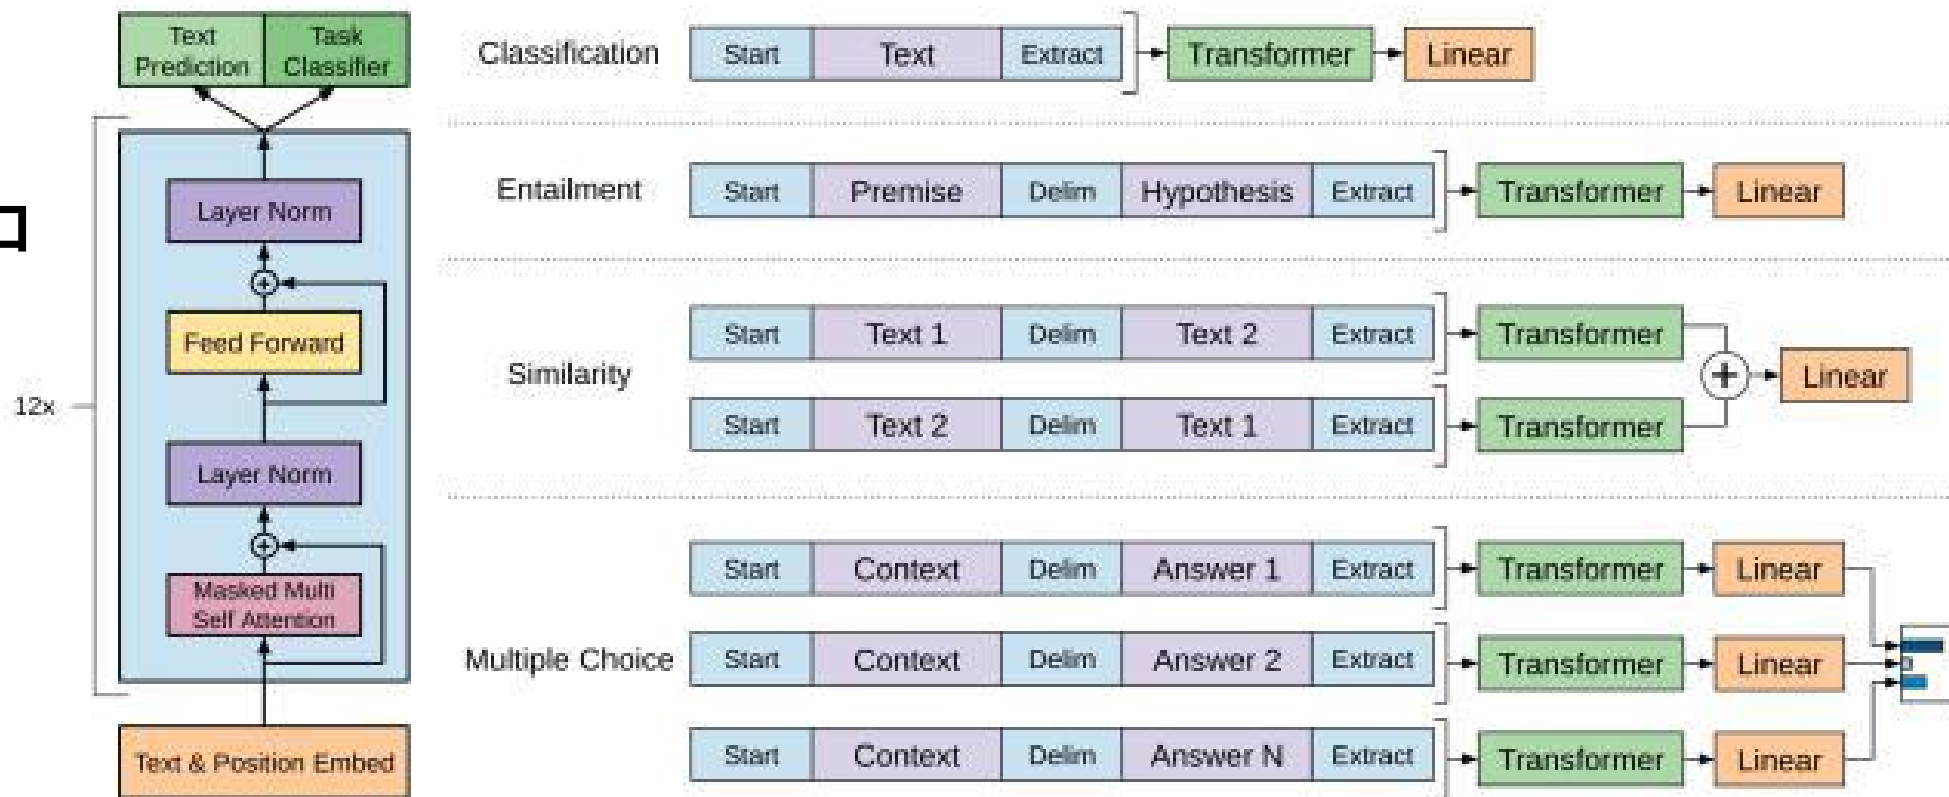 Text
Prediction
Task
Classifier
Layer Norm
Feed Forward
12x
Layer Norm
Masked Multi
Self Attention
Text & Position Embed
Classification Start Text Extract Transformer Linear
Entailment Start Premise Delim Hypothesis Extract Transformer Linear
Similarity
Start Text 1 Delim Text 2 Extract Transformer
Start Text 2 Delim Text 1 Extract Transformer
Linear
Multiple Choice
Start Context Delim Answer 1 Extract Transformer Linear
Start Context Delim Answer 2 Extract Transformer Linear
Start Context Delim Answer N Extract Transformer Linear